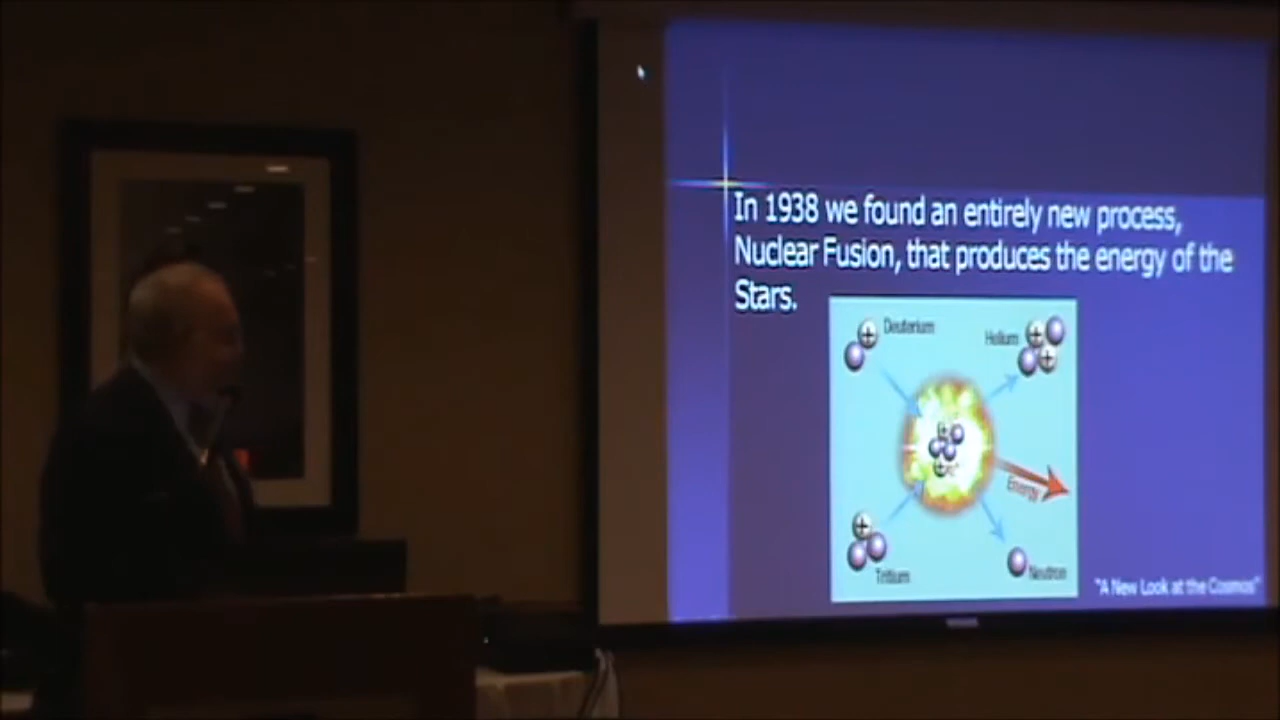 In 1938 we found an entirely new process,
Nuclear Fusion, that produces the energy of the
Stars.
Deuterium
Helium
Energy
Tritium
Neutron
"A New Look at the Cosmos"